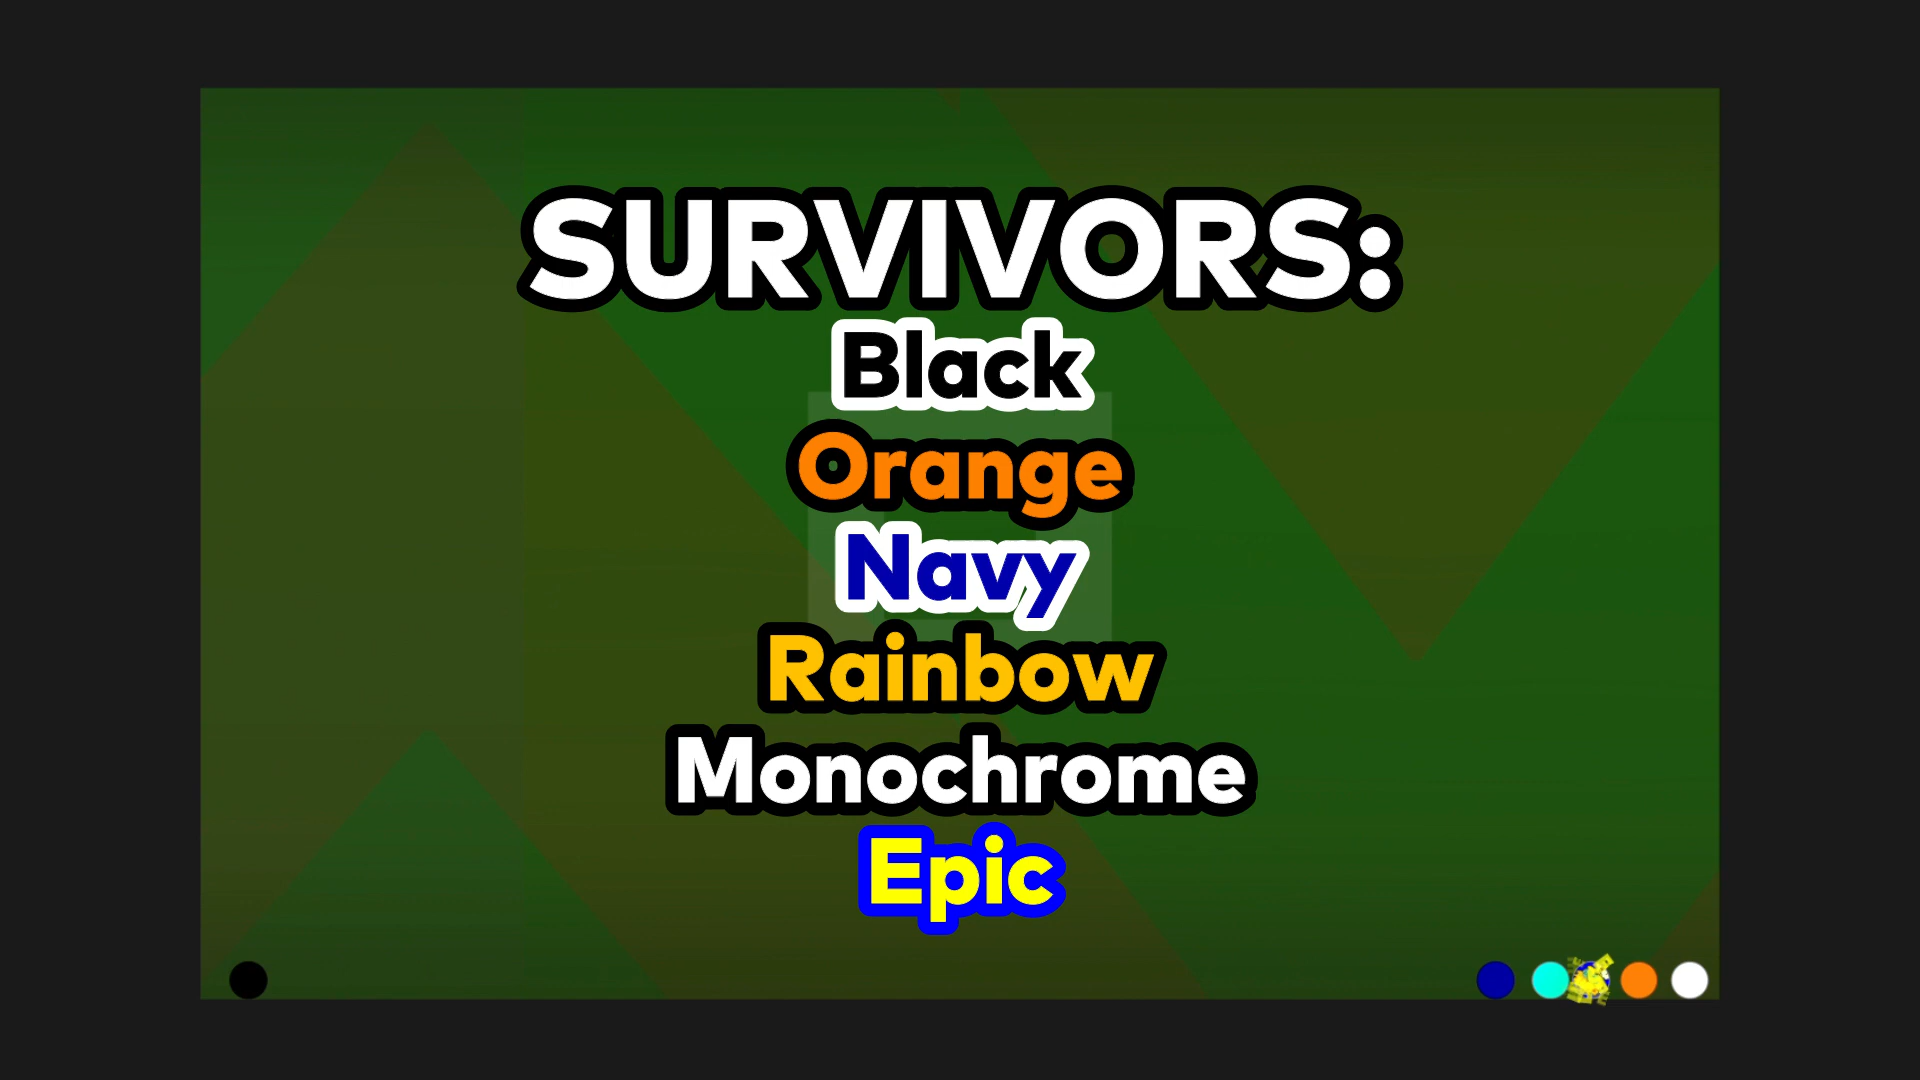 SURVIVORS:
Black
Orange
Navy
Rainbow
Monochrome
Epic